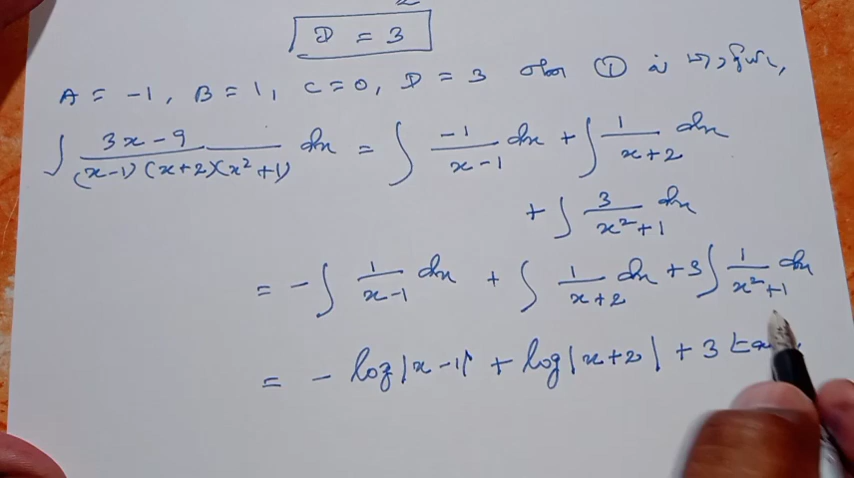 D = 3
A = -1, B = 1, C = 0, D = 3 ①
∫ 3x-9 / (x-1)(x+2)(x²+1) dx = ∫ -1/(x-1) dx + ∫ 1/(x+2) dx
+ ∫ 3/(x²+1) dx
= - ∫ 1/(x-1) dx + ∫ 1/(x+2) dx + 3∫ 1/(x²+1) dx
= - log|x-1| + log|x+2| + 3